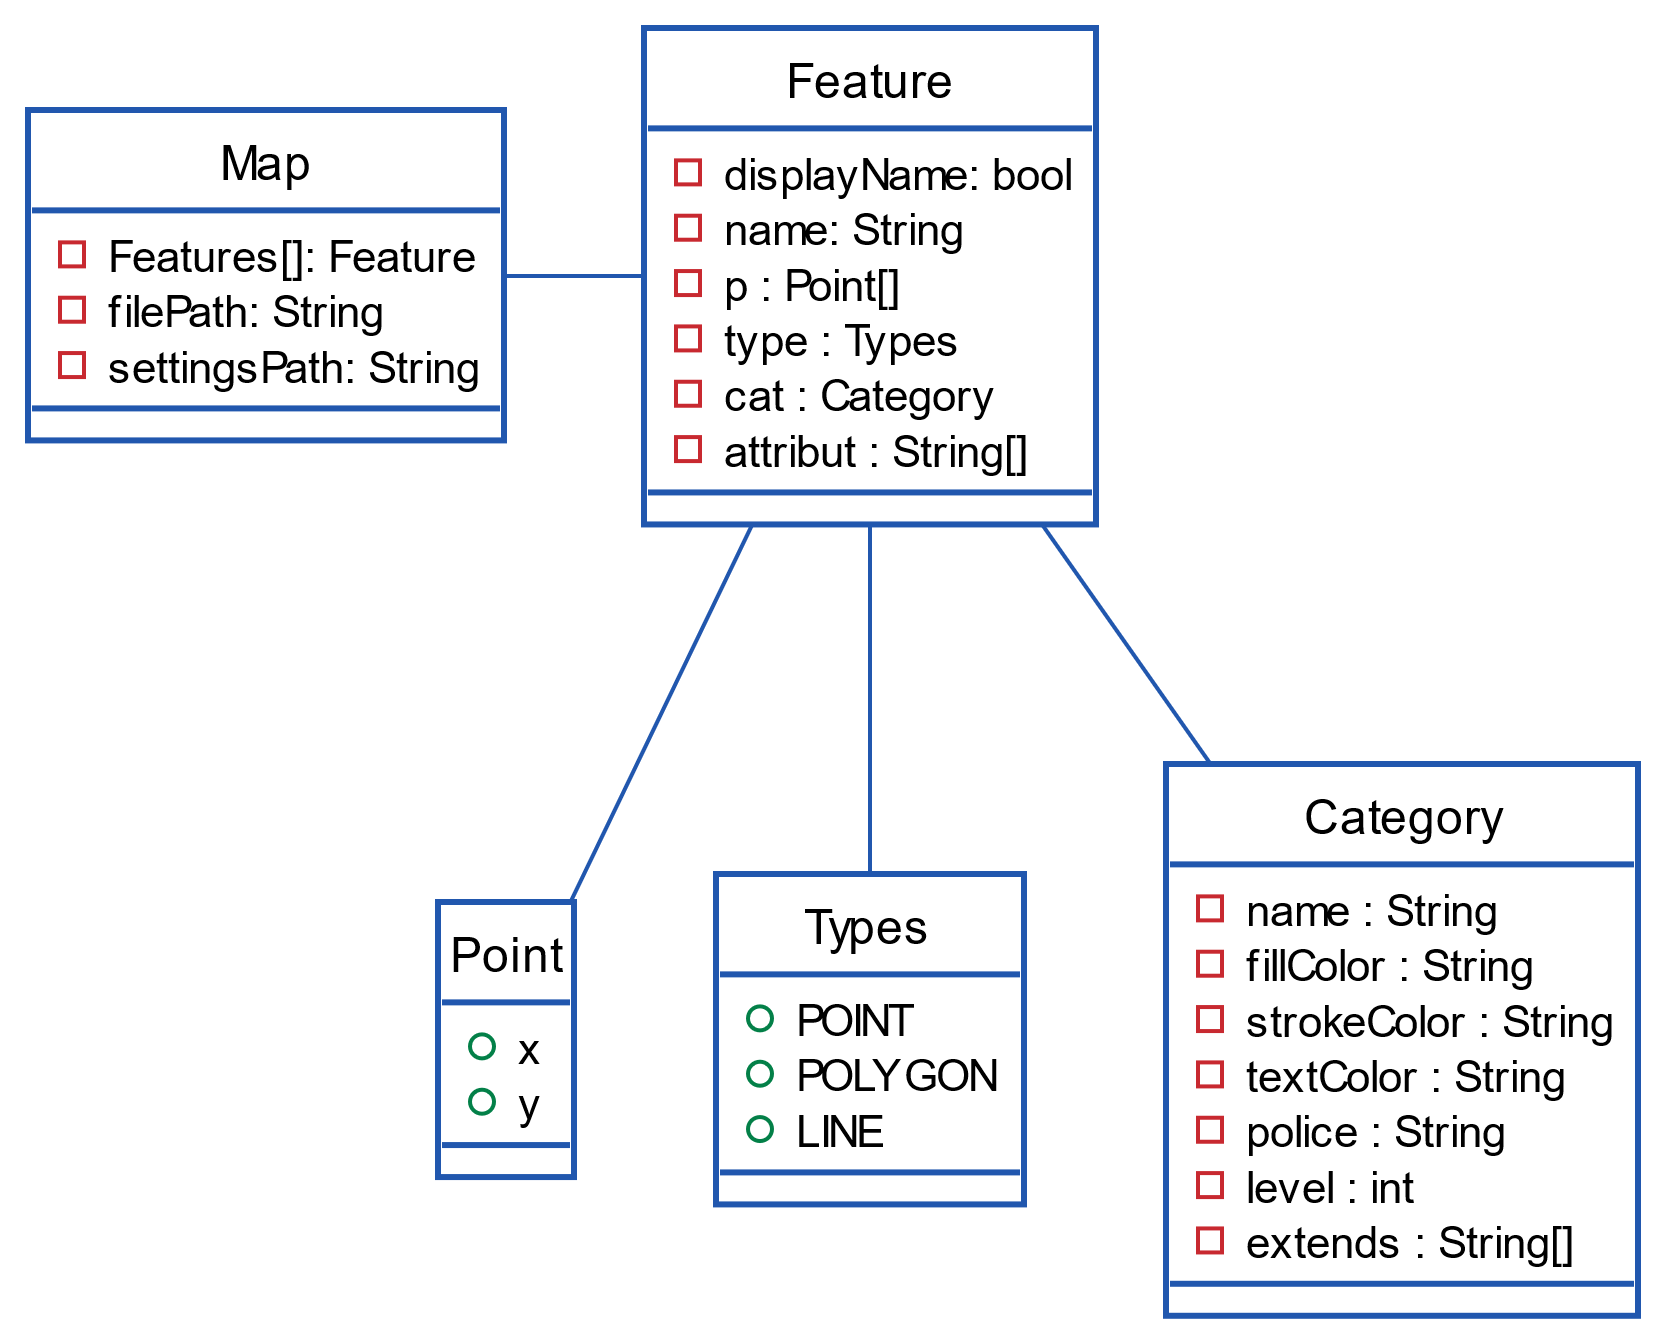 Feature
displayName: bool
name: String
p : Point[]
type : Types
cat : Category
attribut : String[]
Map
Features[]: Feature
filePath: String
settingsPath: String
Point
x
y
Types
POINT
POLYGON
LINE
Category
name : String
fillColor : String
strokeColor : String
textColor : String
police : String
level : int
extends : String[]